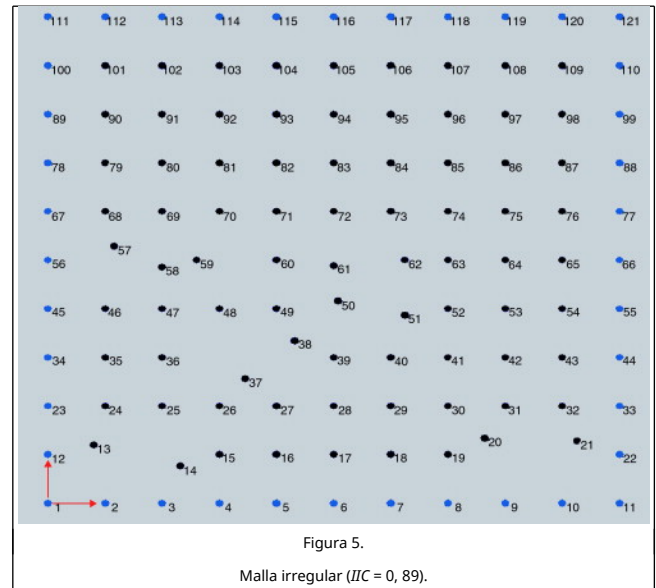 111 112 113 114 115 116 117 118 119 120 121
100 101 102 103 104 105 106 107 108 109 110
89 90 91 92 93 94 95 96 97 98 99
78 79 80 81 82 83 84 85 86 87 88
67 68 69 70 71 72 73 74 75 76 77
56 57 58 59 60 61 62 63 64 65 66
45 46 47 48 49 50 51 52 53 54 55
34 35 36 37 38 39 40 41 42 43 44
23 24 25 26 27 28 29 30 31 32 33
12 13 14 15 16 17 18 19 20 21 22
1 2 3 4 5 6 7 8 9 10 11
Figura 5.
Malla irregular (IIC = 0, 89).